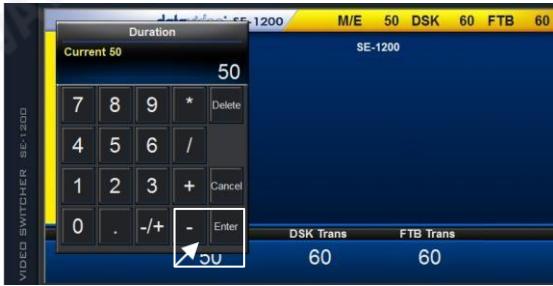 SE-1200 M/E 50 DSK 60 FTB 60
Duration
Current 50
50
SE-1200
7 8 9 * Delete
4 5 6 /
1 2 3 + Cancel
0 . -/+ - Enter
DSK Trans FTB Trans
50 60 60
VIDEO SWITCHER SE-1200